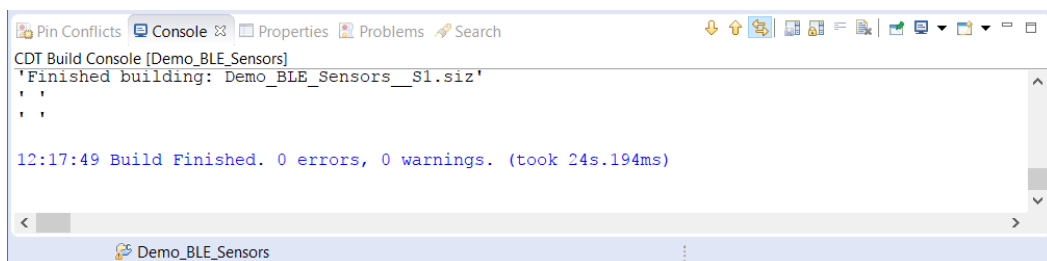 Pin Conflicts Console Properties Problems Search
CDT Build Console [Demo_BLE_Sensors]
'Finished building: Demo_BLE_Sensors__S1.siz'
' '
' '
12:17:49 Build Finished. 0 errors, 0 warnings. (took 24s.194ms)
Demo_BLE_Sensors